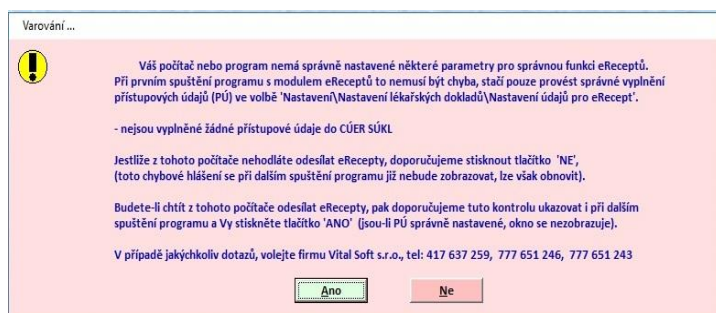 Varování ...
Váš počítač nebo program nemá správně nastavené některé parametry pro správnou funkci eReceptů.
Při prvním spuštění programu s modulem eReceptů to nemusí být chyba, stačí pouze provést správné vyplnění
přístupových údajů (PÚ) ve volbě 'Nastavení\Nastavení lékařských dokladů\Nastavení údajů pro eRecept'.
- nejsou vyplněné žádné přístupové údaje do CÚER SÚKL
Jestliže z tohoto počítače nehodláte odesílat eRecepty, doporučujeme stisknout tlačítko 'NE',
(toto chybové hlášení se při dalším spuštění programu již nebude zobrazovat, lze však obnovit).
Budete-li chtít z tohoto počítače odesílat eRecepty, pak doporučujeme tuto kontrolu ukazovat i při dalším
spuštění programu a Vy stiskněte tlačítko 'ANO' (jsou-li PÚ správně nastavené, okno se nezobrazuje).
V případě jakýchkoliv dotazů, volejte firmu Vital Soft s.r.o., tel: 417 637 259, 777 651 246, 777 651 243
Ano
Ne